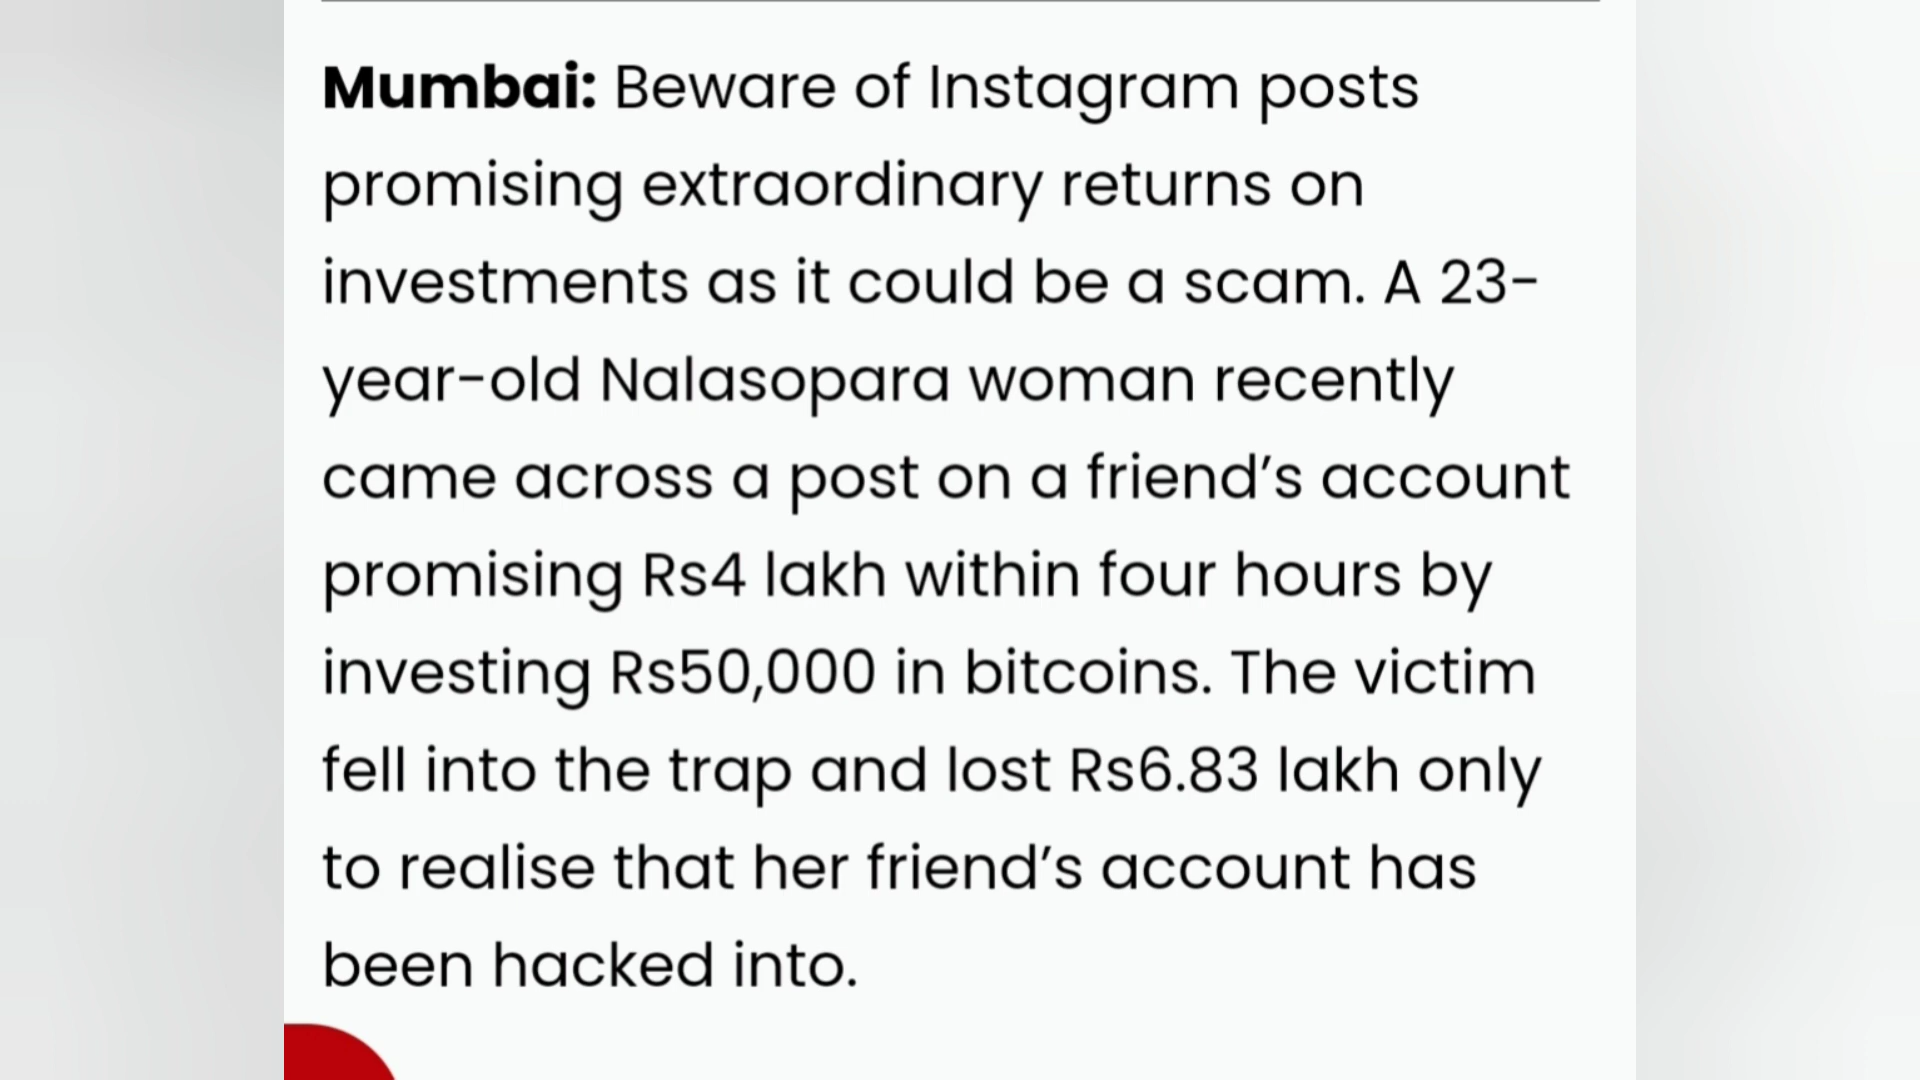 Mumbai: Beware of Instagram posts
promising extraordinary returns on
investments as it could be a scam. A 23-
year-old Nalasopara woman recently
came across a post on a friend’s account
promising Rs4 lakh within four hours by
investing Rs50,000 in bitcoins. The victim
fell into the trap and lost Rs6.83 lakh only
to realise that her friend’s account has
been hacked into.